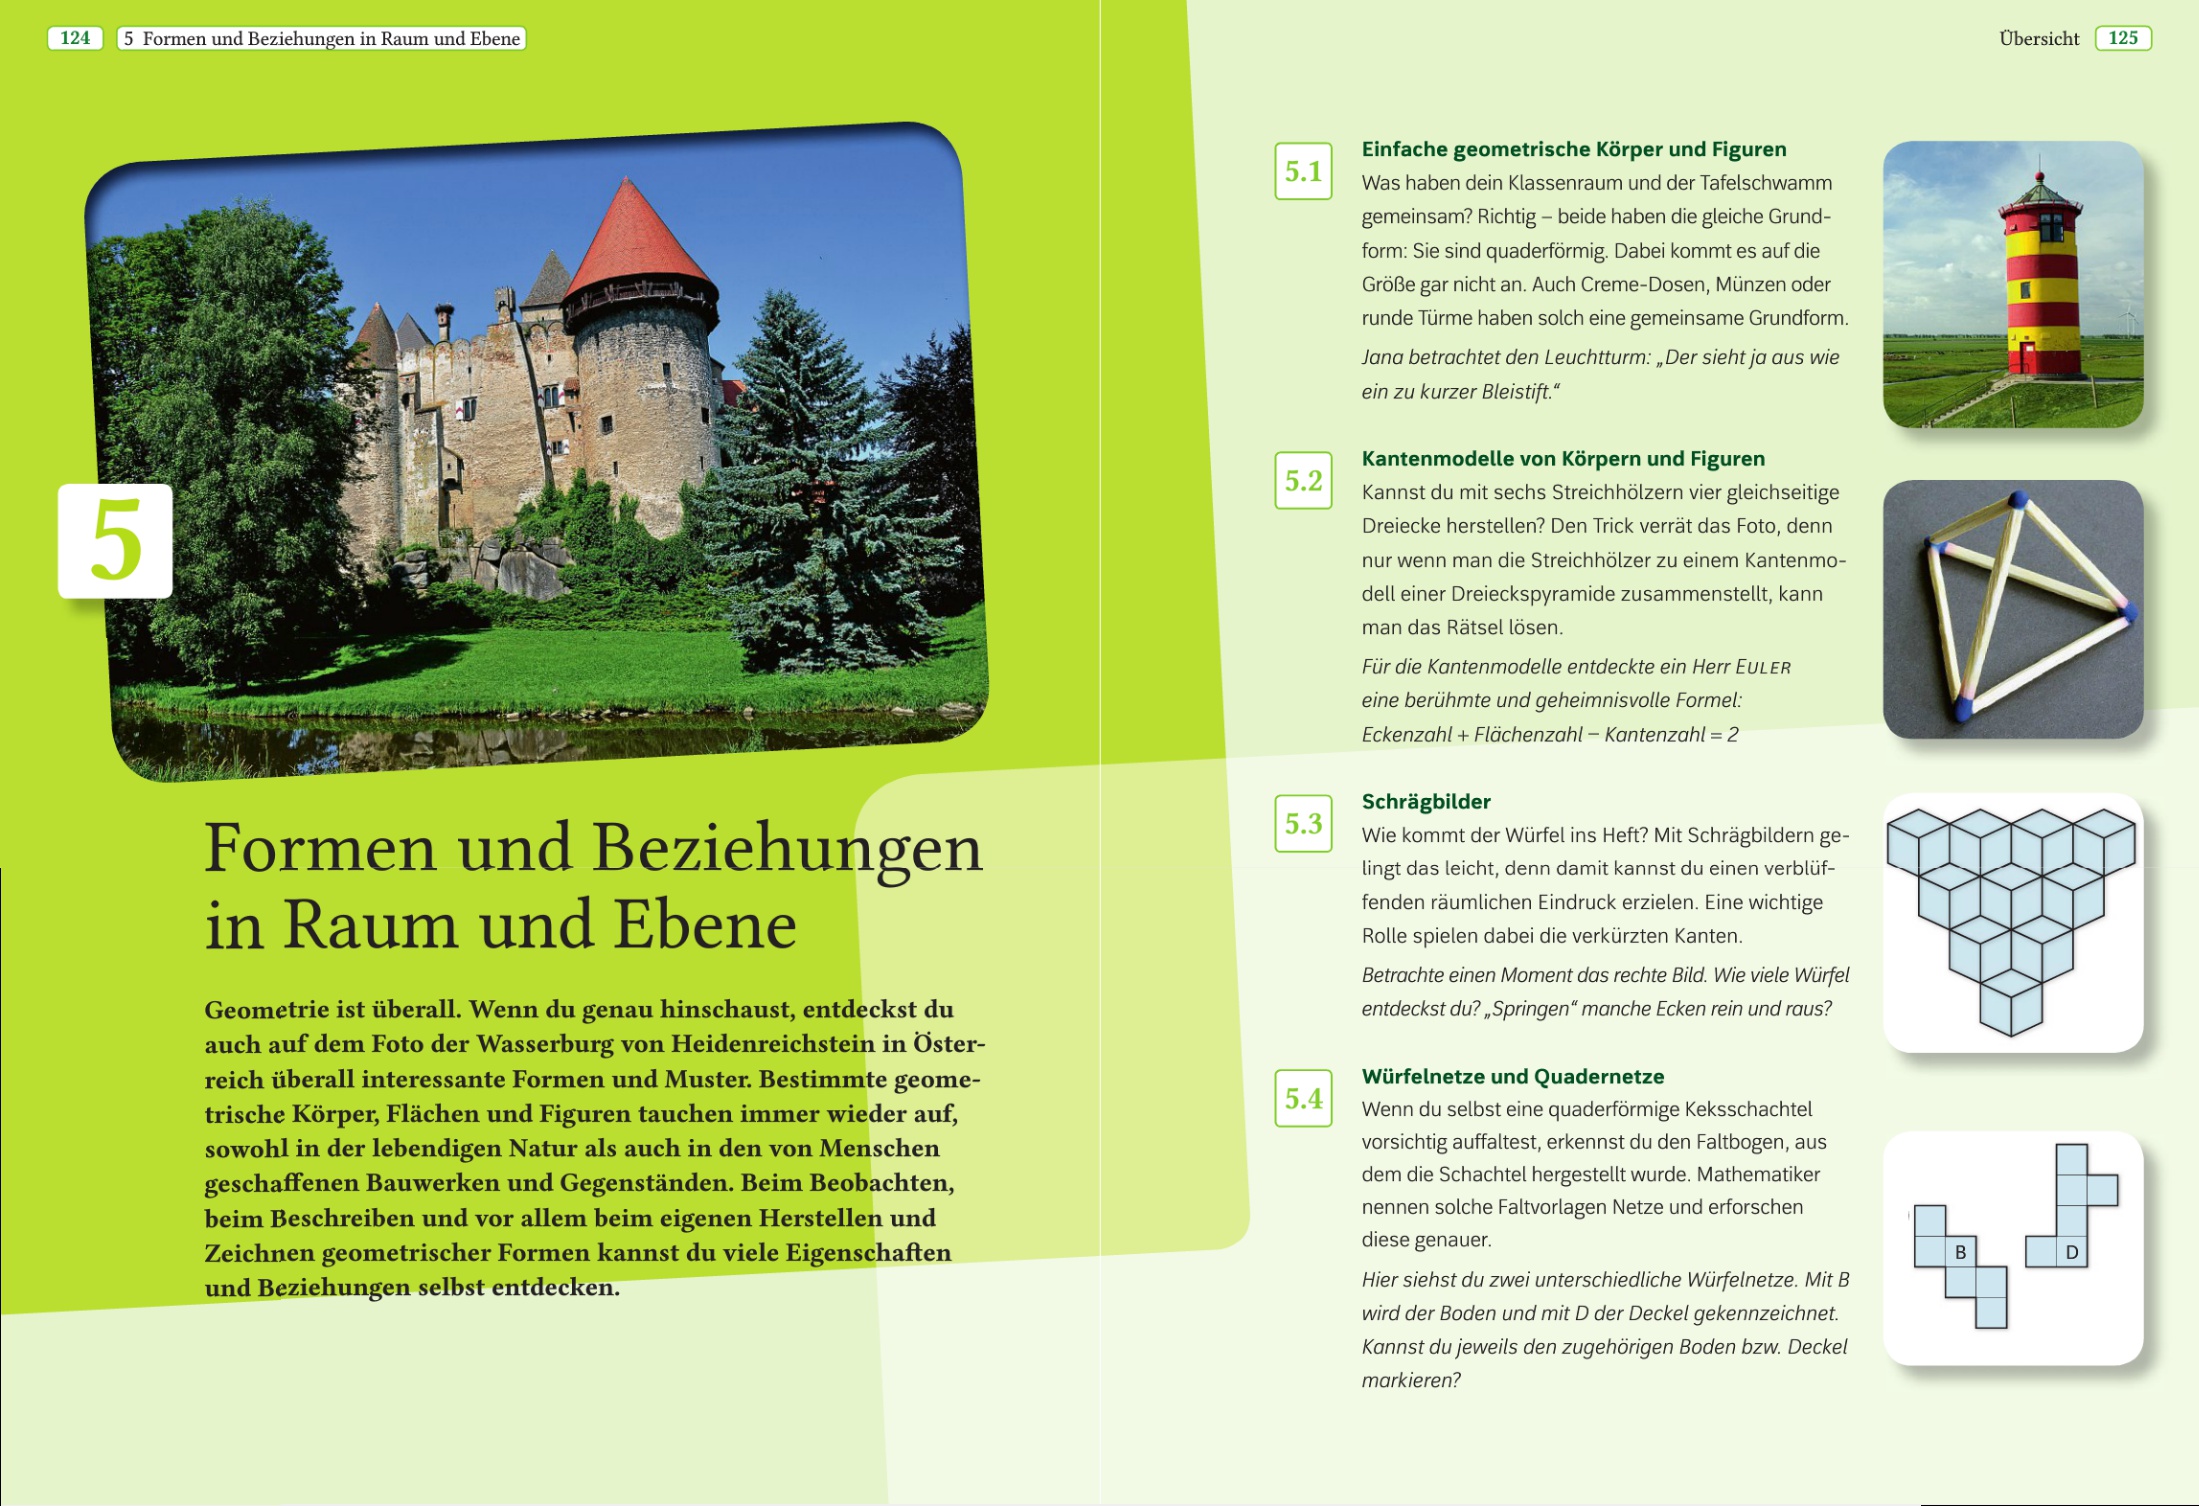 124
5 Formen und Beziehungen in Raum und Ebene
5
Formen und Beziehungen
in Raum und Ebene
Geometrie ist überall. Wenn du genau hinschaust, entdeckst du
auch auf dem Foto der Wasserburg von Heidenreichstein in Öster-
reich überall interessante Formen und Muster. Bestimmte geome-
trische Körper, Flächen und Figuren tauchen immer wieder auf,
sowohl in der lebendigen Natur als auch in den von Menschen
geschaffenen Bauwerken und Gegenständen. Beim Beobachten,
beim Beschreiben und vor allem beim eigenen Herstellen und
Zeichnen geometrischer Formen kannst du viele Eigenschaften
und Beziehungen selbst entdecken.
Übersicht
125
5.1
Einfache geometrische Körper und Figuren
Was haben dein Klassenraum und der Tafelschwamm
gemeinsam? Richtig – beide haben die gleiche Grund-
form: Sie sind quaderförmig. Dabei kommt es auf die
Größe gar nicht an. Auch Creme-Dosen, Münzen oder
runde Türme haben solch eine gemeinsame Grundform.
Jana betrachtet den Leuchtturm: „Der sieht ja aus wie
ein zu kurzer Bleistift.“
5.2
Kantenmodelle von Körpern und Figuren
Kannst du mit sechs Streichhölzern vier gleichseitige
Dreiecke herstellen? Den Trick verrät das Foto, denn
nur wenn man die Streichhölzer zu einem Kantenmo-
dell einer Dreieckspyramide zusammenstellt, kann
man das Rätsel lösen.
Für die Kantenmodelle entdeckte ein Herr EULER
eine berühmte und geheimnisvolle Formel:
Eckenzahl + Flächenzahl – Kantenzahl = 2
5.3
Schrägbilder
Wie kommt der Würfel ins Heft? Mit Schrägbildern ge-
lingt das leicht, denn damit kannst du einen verblüf-
fenden räumlichen Eindruck erzielen. Eine wichtige
Rolle spielen dabei die verkürzten Kanten.
Betrachte einen Moment das rechte Bild. Wie viele Würfel
entdeckst du? „Springen“ manche Ecken rein und raus?
5.4
Würfelnetze und Quadernetze
Wenn du selbst eine quaderförmige Keksschachtel
vorsichtig auffaltest, erkennst du den Faltbogen, aus
dem die Schachtel hergestellt wurde. Mathematiker
nennen solche Faltvorlagen Netze und erforschen
diese genauer.
Hier siehst du zwei unterschiedliche Würfelnetze. Mit B
wird der Boden und mit D der Deckel gekennzeichnet.
Kannst du jeweils den zugehörigen Boden bzw. Deckel
markieren?
B
D